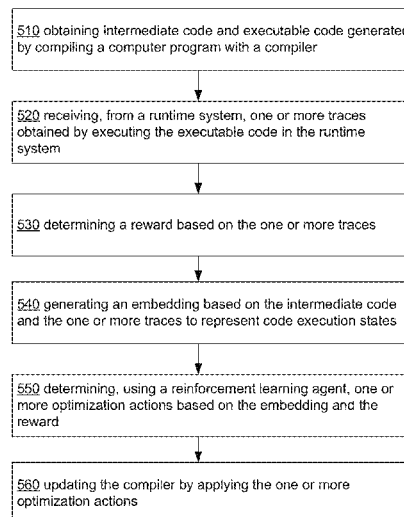 510 obtaining intermediate code and executable code generated
by compiling a computer program with a compiler
520 receiving, from a runtime system, one or more traces
obtained by executing the executable code in the runtime
system
530 determining a reward based on the one or more traces
540 generating an embedding based on the intermediate code
and the one or more traces to represent code execution states
550 determining, using a reinforcement learning agent, one or
more optimization actions based on the embedding and the
reward
560 updating the compiler by applying the one or more
optimization actions